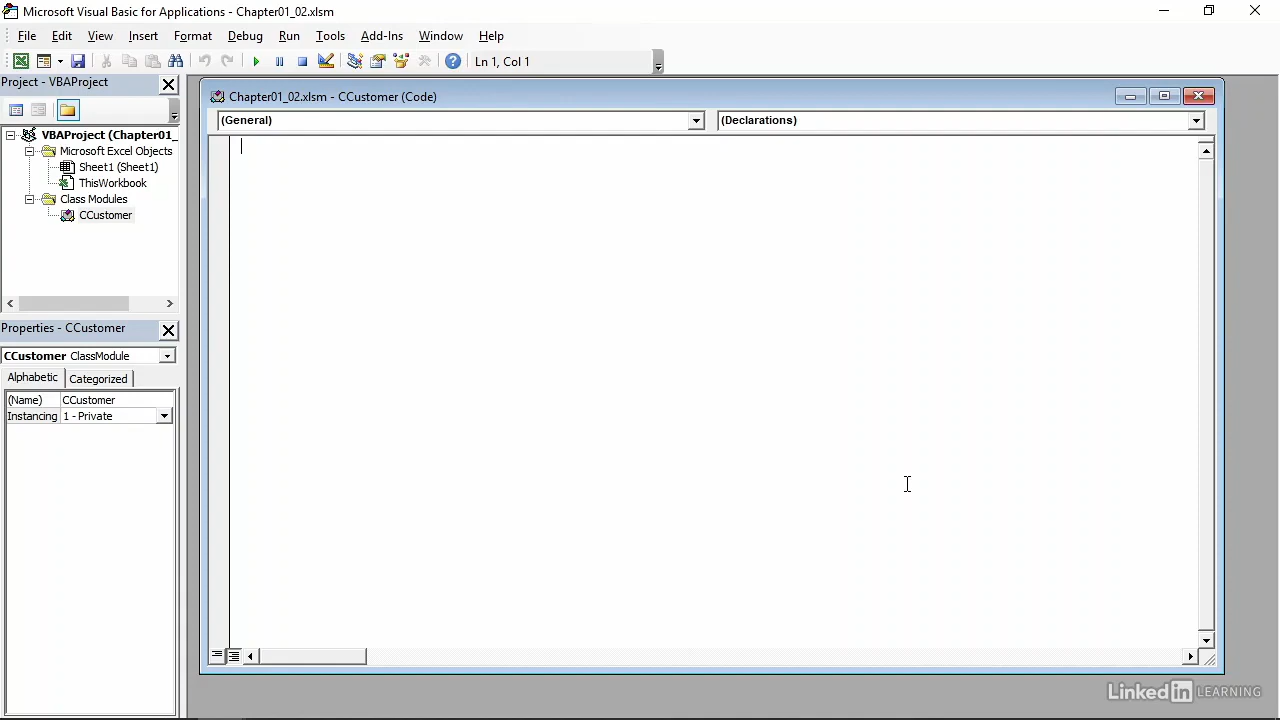 Microsoft Visual Basic for Applications - Chapter01_02.xlsm
File Edit View Insert Format Debug Run Tools Add-Ins Window Help
Ln 1, Col 1
Project - VBAProject
VBAProject (Chapter01_
Microsoft Excel Objects
Sheet1 (Sheet1)
ThisWorkbook
Class Modules
CCustomer
Properties - CCustomer
CCustomer ClassModule
Alphabetic Categorized
(Name) CCustomer
Instancing 1 - Private
Chapter01_02.xlsm - CCustomer (Code)
(General) (Declarations)
Linked in LEARNING